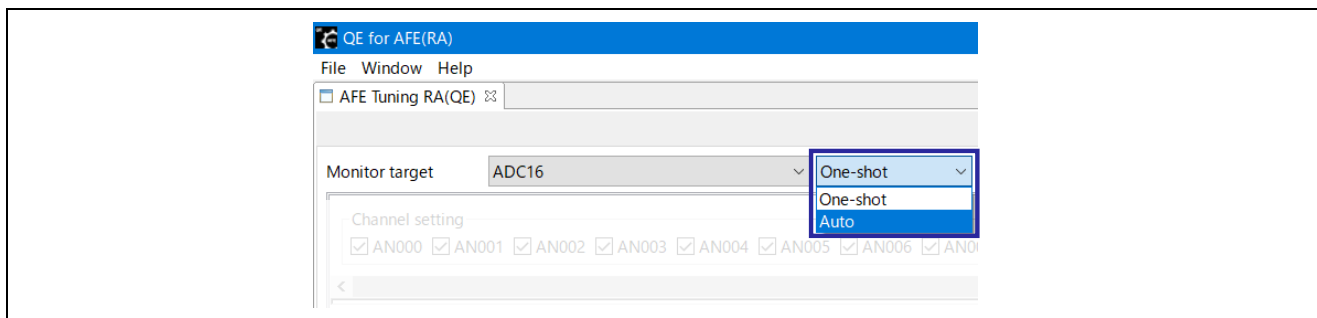 QE for AFE(RA)
File Window Help
AFE Tuning RA(QE)
Monitor target ADC16 One-shot
One-shot
Channel setting Auto
AN000 AN001 AN002 AN003 AN004 AN005 AN006